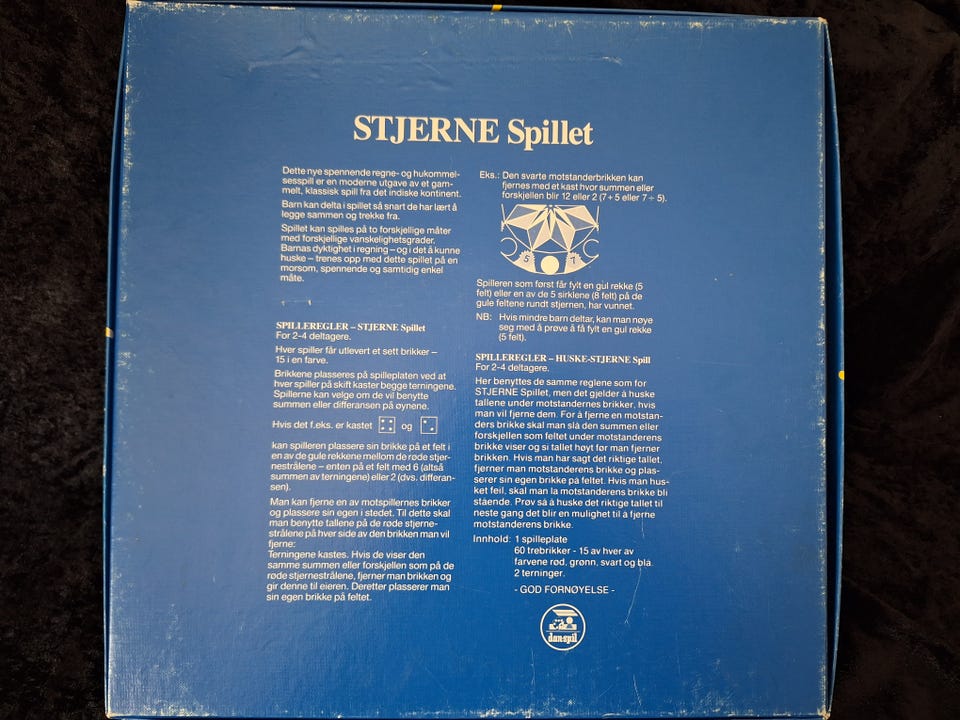 STJERNE Spillet
Dette nye spennende regne- og hukommel-
sesspill er en moderne utgave av et gam-
melt, klassisk spill fra det indiske kontinent.
Barn kan delta i spillet så snart de har lært å
legge sammen og trekke fra.
Spillet kan spilles på to forskjellige måter
med forskjellige vanskelighetsgrader.
Barnas dyktighet i regning – og i det å kunne
huske – trenes opp med dette spillet på en
morsom, spennende og samtidig enkel
måte.
SPILLEREGLER – STJERNE Spillet
For 2-4 deltagere.
Hver spiller får utlevert et sett brikker –
15 i en farve.
Brikkene plasseres på spilleplaten ved at
hver spiller på skift kaster begge terningene.
Spillerne kan velge om de vil benytte
summen eller differansen på øynene.
Hvis det f.eks. er kastet og
kan spilleren plassere sin brikke på et felt i
en av de gule rekkene mellom de røde stjer-
nestrålene – enten på et felt med 6 (altså
summen av terningene) eller 2 (dvs. differan-
sen).
Man kan fjerne en av motspillernes brikker
og plassere sin egen i stedet. Til dette skal
man benytte tallene på de røde stjerne-
strålene på hver side av den brikken man vil
fjerne:
Terningene kastes. Hvis de viser den
samme summen eller forskjellen som på de
røde stjernestrålene, fjerner man brikken og
gir denne til eieren. Deretter plasserer man
sin egen brikke på feltet.
Eks.: Den svarte motstanderbrikken kan
fjernes med et kast hvor summen eller
forskjellen blir 12 eller 2 (7 + 5 eller 7 ÷ 5).
5 7
Spilleren som først får fylt en gul rekke (5
felt) eller en av de 5 sirklene (8 felt) på de
gule feltene rundt stjernen, har vunnet.
NB: Hvis mindre barn deltar, kan man nøye
seg med å prøve å få fylt en gul rekke
(5 felt).
SPILLEREGLER – HUSKE-STJERNE Spill
For 2-4 deltagere.
Her benyttes de samme reglene som for
STJERNE Spillet, men det gjelder å huske
tallene under motstandernes brikker, hvis
man vil fjerne dem. For å fjerne en motstan-
ders brikke skal man slå den summen eller
forskjellen som feltet under motstanderens
brikke viser og si tallet høyt før man fjerner
brikken. Hvis man har sagt det riktige tallet,
fjerner man motstanderens brikke og plas-
serer sin egen brikke på feltet. Hvis man hus-
ket feil, skal man la motstanderens brikke bli
stående. Prøv så å huske det riktige tallet til
neste gang det blir en mulighet til å fjerne
motstanderens brikke.
Innhold: 1 spilleplate
60 trebrikker - 15 av hver av
farvene rød, grønn, svart og blå.
2 terninger.
- GOD FORNØYELSE -
dan-spil